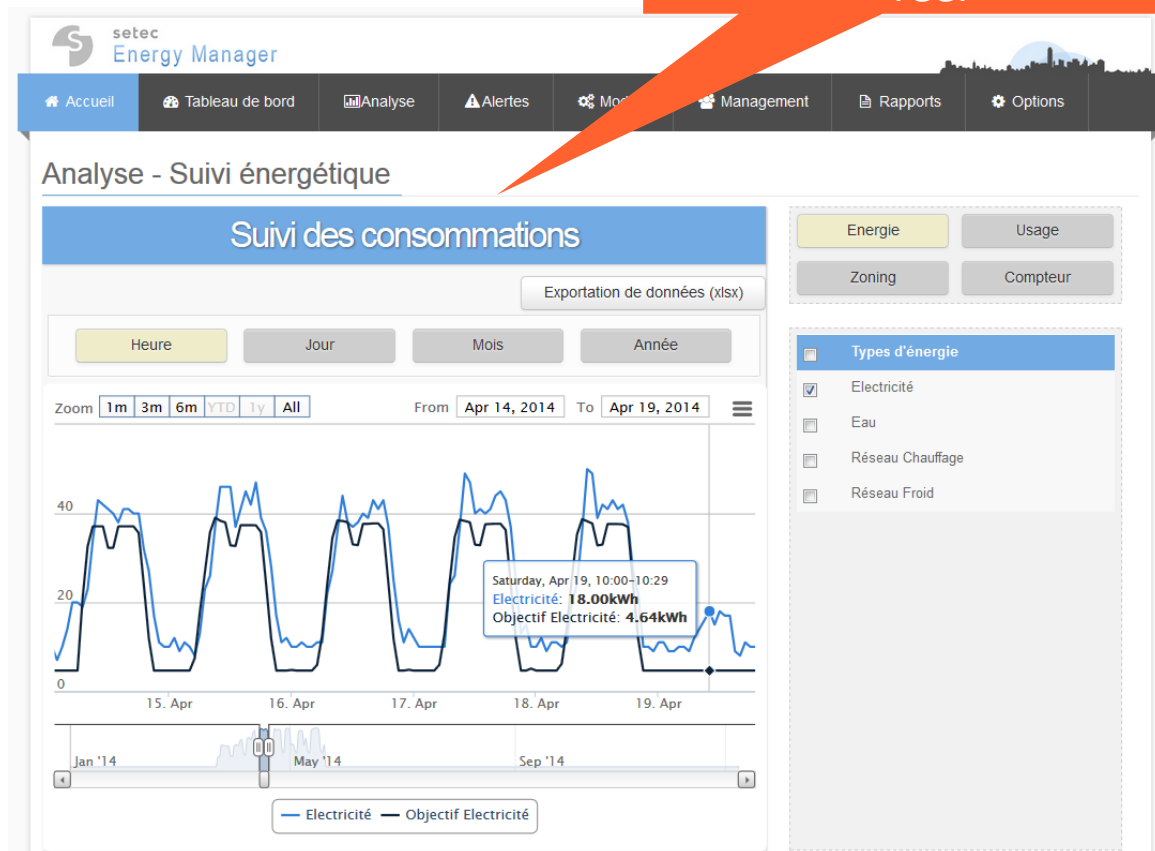 setec
Energy Manager
Accueil
Tableau de bord
Analyse
Alertes
Management
Rapports
Options
Analyse - Suivi énergétique
Suivi des consommations
Exportation de données (xlsx)
Heure
Jour
Mois
Année
Zoom 1m 3m 6m YTD 1y All
From Apr 14, 2014 To Apr 19, 2014
40
20
0
Saturday, Apr 19, 10:00-10:29
Electricité: 18.00kWh
Objectif Electricité: 4.64kWh
15. Apr
16. Apr
17. Apr
18. Apr
19. Apr
Jan '14
May '14
Sep '14
Electricité
Objectif Electricité
Energie
Usage
Zoning
Compteur
Types d'énergie
Electricité
Eau
Réseau Chauffage
Réseau Froid